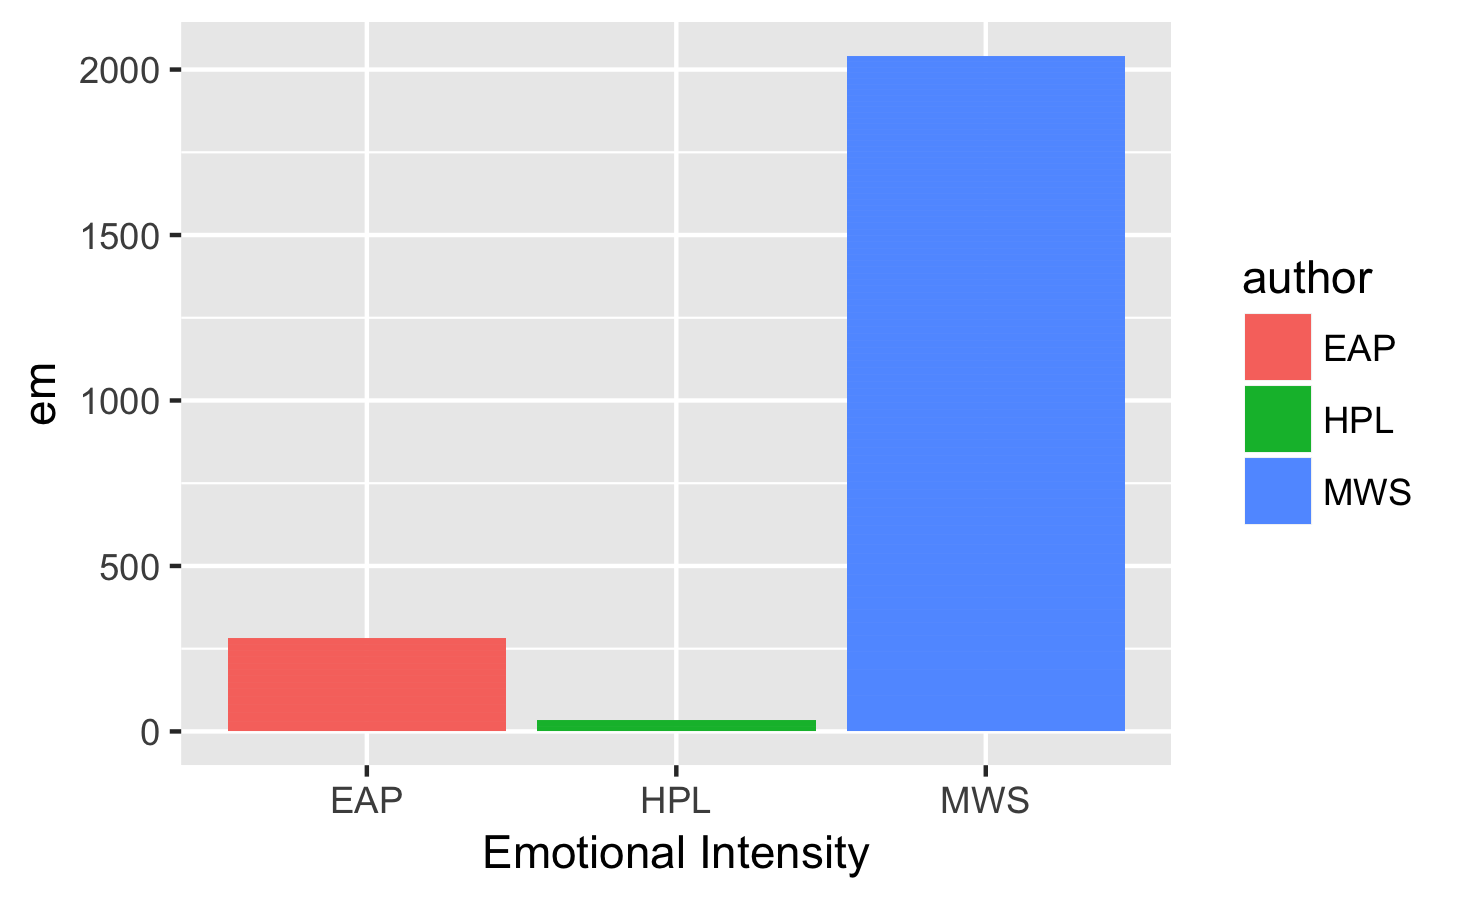 2000
1500
1000
500
0
em
EAP HPL MWS
Emotional Intensity
author
EAP
HPL
MWS